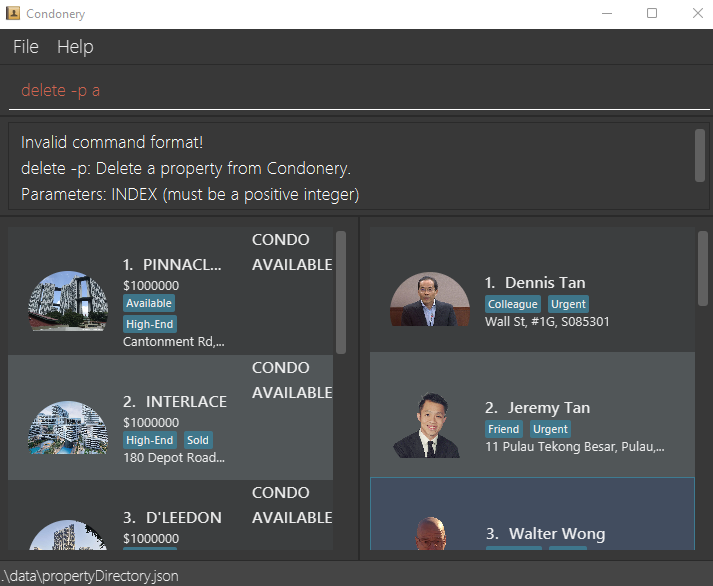 Condonery
File Help
delete -p a
Invalid command format!
delete -p: Delete a property from Condonery.
Parameters: INDEX (must be a positive integer)
1. PINNACL...
CONDO
AVAILABLE
$1000000
Available
High-End
Cantonment Rd,...
2. INTERLACE
CONDO
AVAILABLE
$1000000
High-End Sold
180 Depot Road...
3. D'LEEDON
CONDO
AVAILABLE
$1000000
1. Dennis Tan
Colleague Urgent
Wall St, #1G, S085301
2. Jeremy Tan
Friend Urgent
11 Pulau Tekong Besar, Pulau,...
3. Walter Wong
.\data\propertyDirectory.json